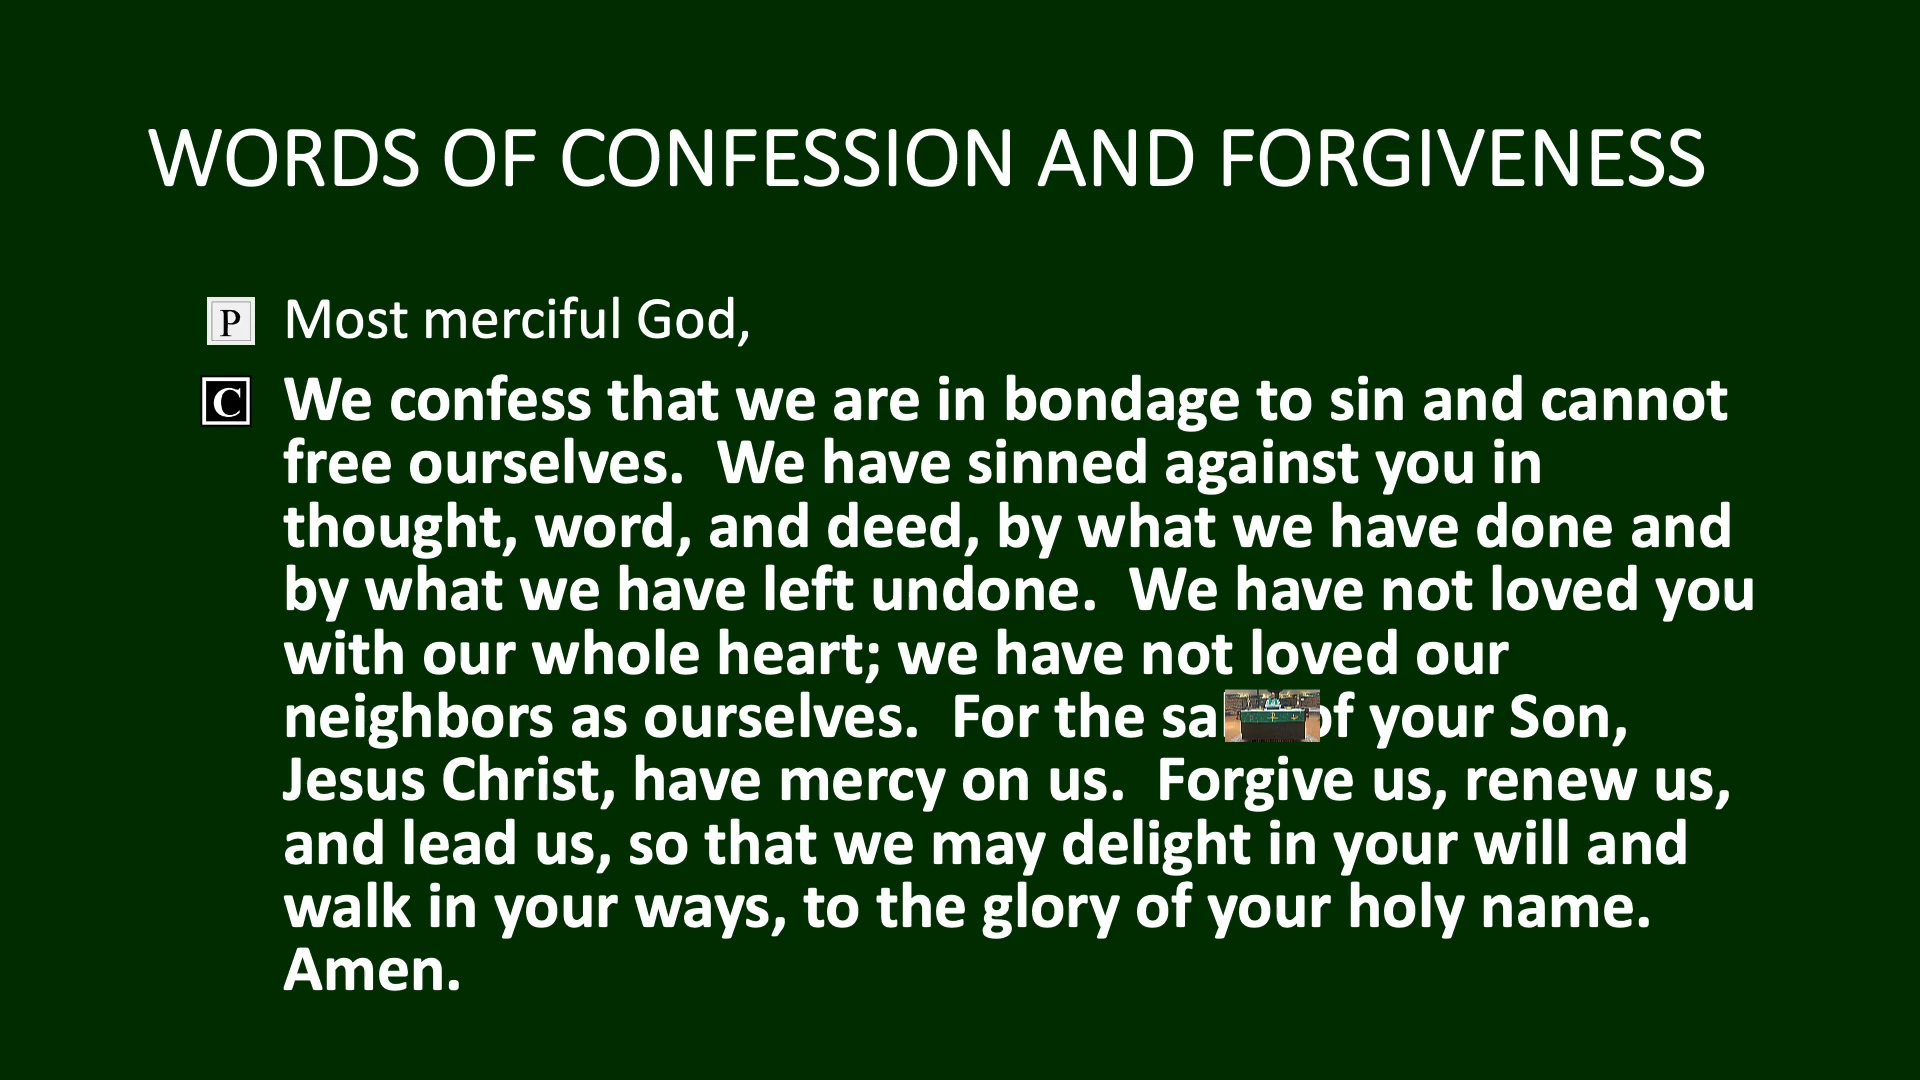 WORDS OF CONFESSION AND FORGIVENESS
P Most merciful God,
C We confess that we are in bondage to sin and cannot
free ourselves.  We have sinned against you in
thought, word, and deed, by what we have done and
by what we have left undone.  We have not loved you
with our whole heart; we have not loved our
neighbors as ourselves.  For the sa of your Son,
Jesus Christ, have mercy on us.  Forgive us, renew us,
and lead us, so that we may delight in your will and
walk in your ways, to the glory of your holy name.
Amen.